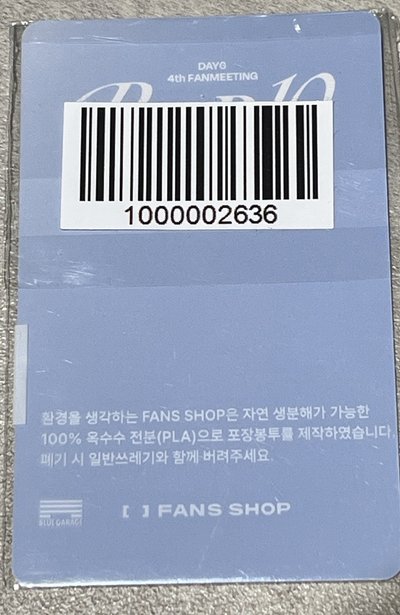 DAY6
4th FANMEETING
1000002636
환경을 생각하는 FANS SHOP은 자연 생분해가 가능한
100% 옥수수 전분(PLA)으로 포장봉투를 제작하였습니다.
폐기 시 일반쓰레기와 함께 버려주세요.
BLUE GARAGE
[ ] FANS SHOP